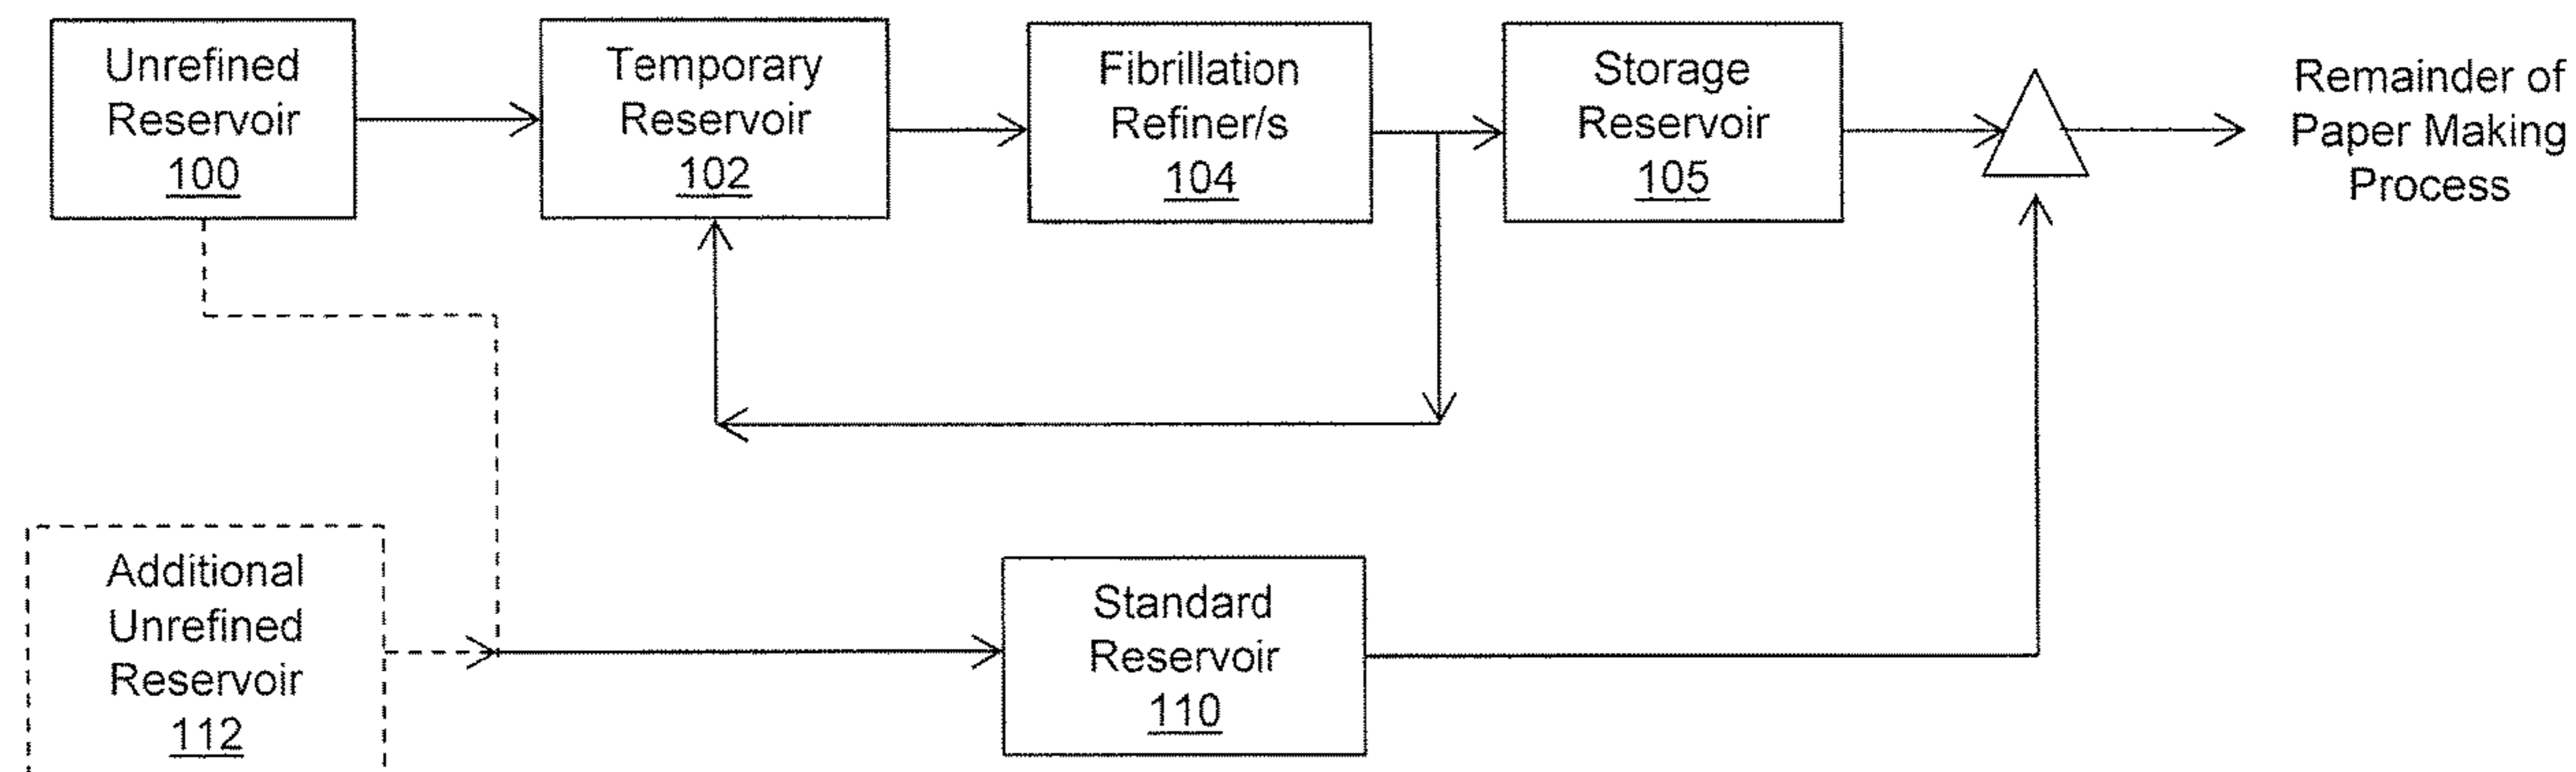 Unrefined
Reservoir
100
Temporary
Reservoir
102
Fibrillation
Refiner/s
104
Storage
Reservoir
105
Remainder of
Paper Making
Process
Additional
Unrefined
Reservoir
112
Standard
Reservoir
110